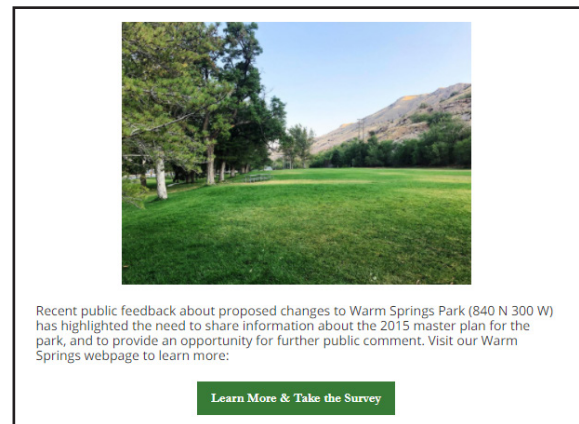 Recent public feedback about proposed changes to Warm Springs Park (840 N 300 W)
has highlighted the need to share information about the 2015 master plan for the
park, and to provide an opportunity for further public comment. Visit our Warm
Springs webpage to learn more:
Learn More & Take the Survey